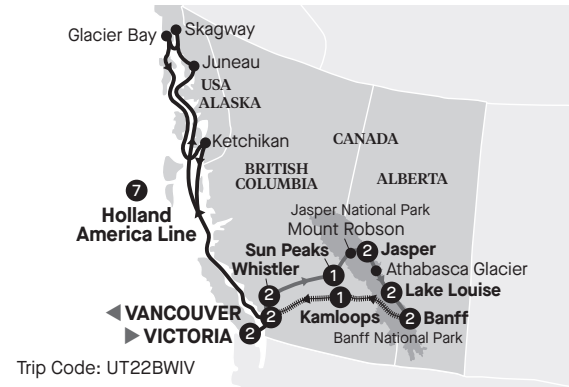 Glacier Bay
Skagway
Juneau
USA
ALASKA
Ketchikan
CANADA
BRITISH
COLUMBIA
ALBERTA
7
Holland
America Line
Jasper National Park
Mount Robson
Sun Peaks
1
2 Jasper
Whistler
2
Athabasca Glacier
2 Lake Louise
VANCOUVER
2
1
Kamloops
2 Banff
VICTORIA
2
Banff National Park
Trip Code: UT22BWIV